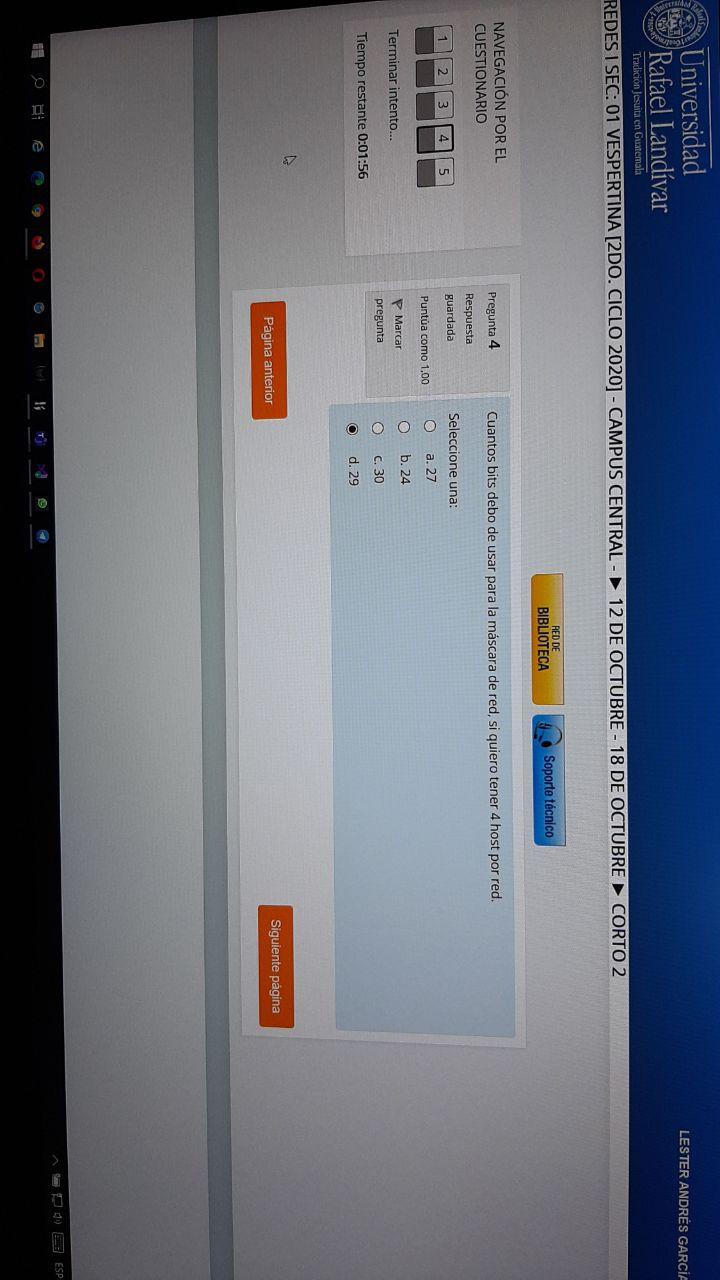 Universidad
Rafael Landívar
Tradición Jesuita en Guatemala
LESTER ANDRÉS GARCÍA
REDES I SEC: 01 VESPERTINA [2DO. CICLO 2020] - CAMPUS CENTRAL - ► 12 DE OCTUBRE - 18 DE OCTUBRE ► CORTO 2
RED DE
BIBLIOTECA
Soporte técnico
NAVEGACIÓN POR EL
CUESTIONARIO
1 2 3 4 5
Terminar intento...
Tiempo restante 0:01:56
Pregunta 4
Respuesta
guardada
Puntúa como 1,00
Marcar
pregunta
Cuantos bits debo de usar para la máscara de red, si quiero tener 4 host por red.
Seleccione una:
a. 27
b. 24
c. 30
d. 29
Página anterior
Siguiente página
ESP